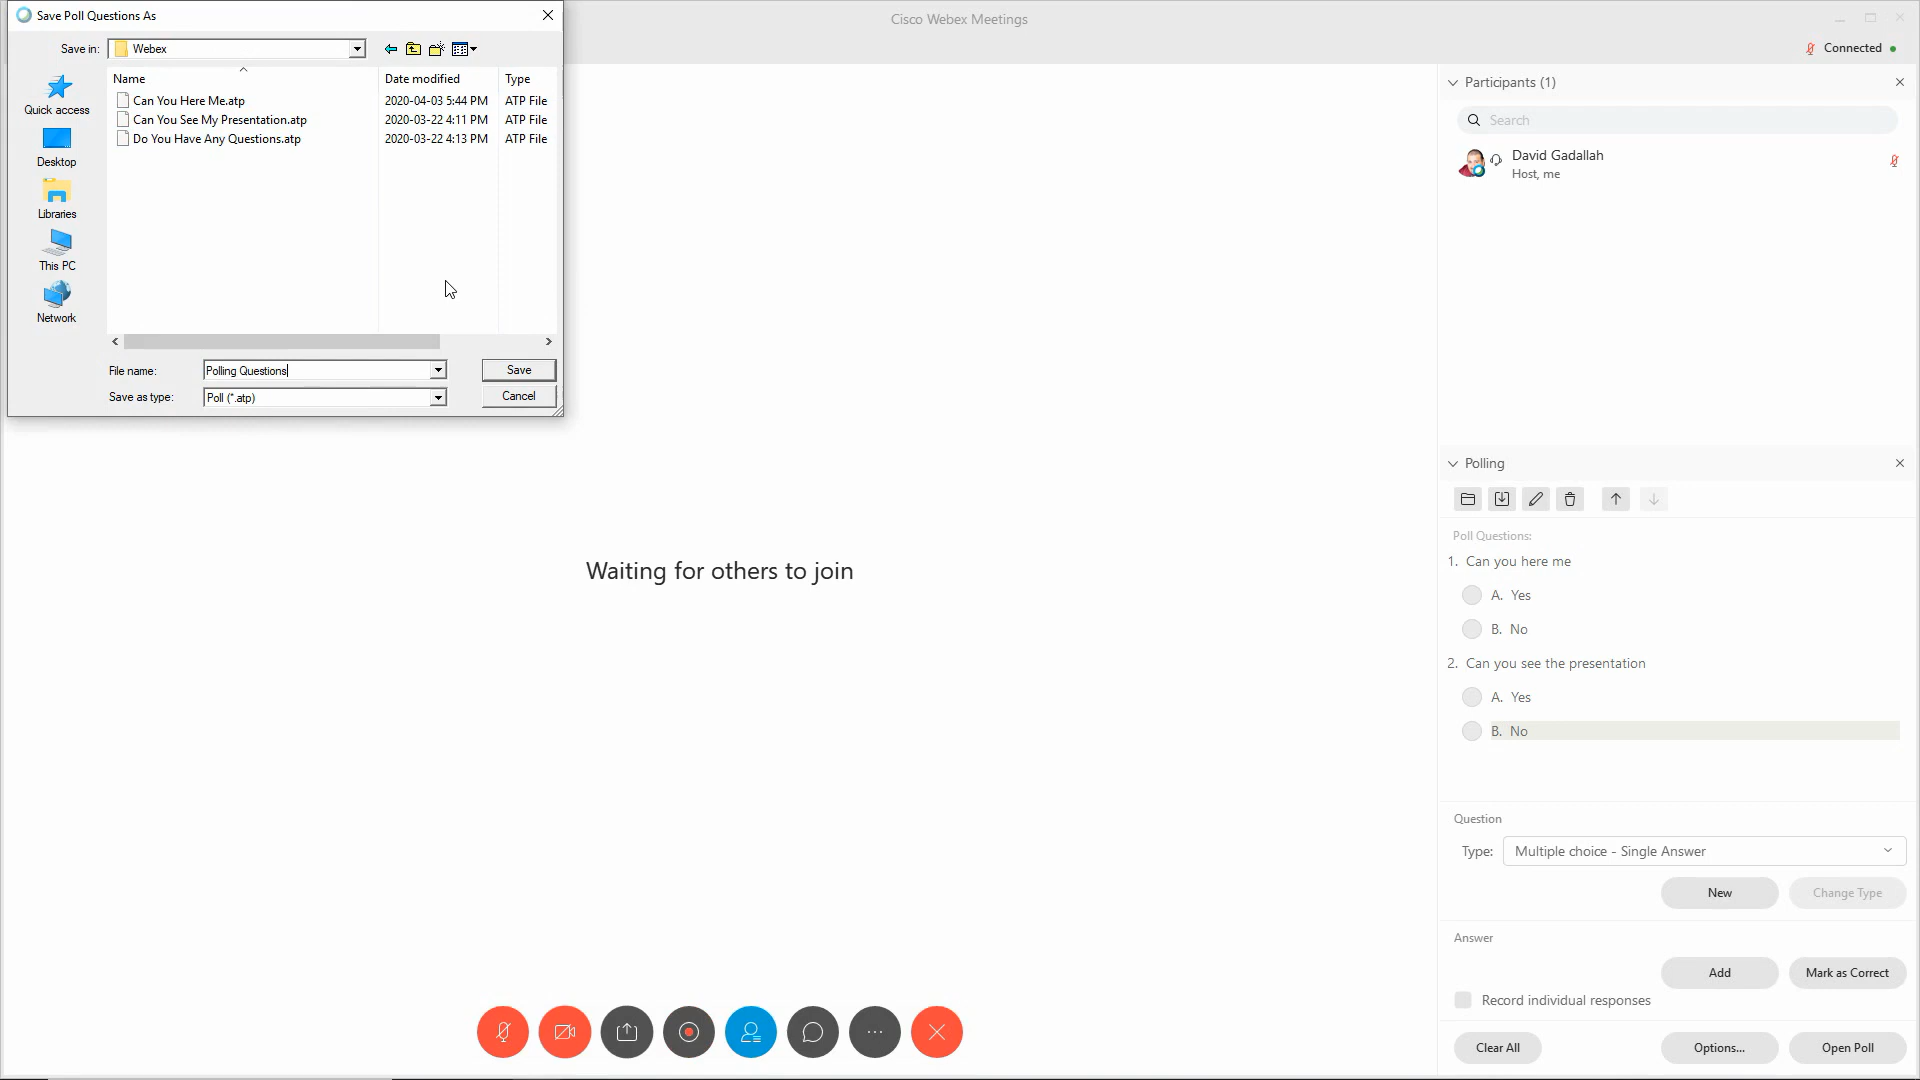 Save Poll Questions As
Save in: Webex
Name Date modified Type
Can You Here Me.atp 2020-04-03 5:44 PM ATP File
Can You See My Presentation.atp 2020-03-22 4:11 PM ATP File
Do You Have Any Questions.atp 2020-03-22 4:13 PM ATP File
Quick access
Desktop
Libraries
This PC
Network
File name: Polling Questions Save
Save as type: Poll (*.atp) Cancel
Cisco Webex Meetings
Connected
Participants (1)
Search
David Gadallah
Host, me
Waiting for others to join
Polling
Poll Questions:
1. Can you here me
A. Yes
B. No
2. Can you see the presentation
A. Yes
B. No
Question
Type: Multiple choice - Single Answer
New Change Type
Answer
Add Mark as Correct
Record individual responses
Clear All Options... Open Poll